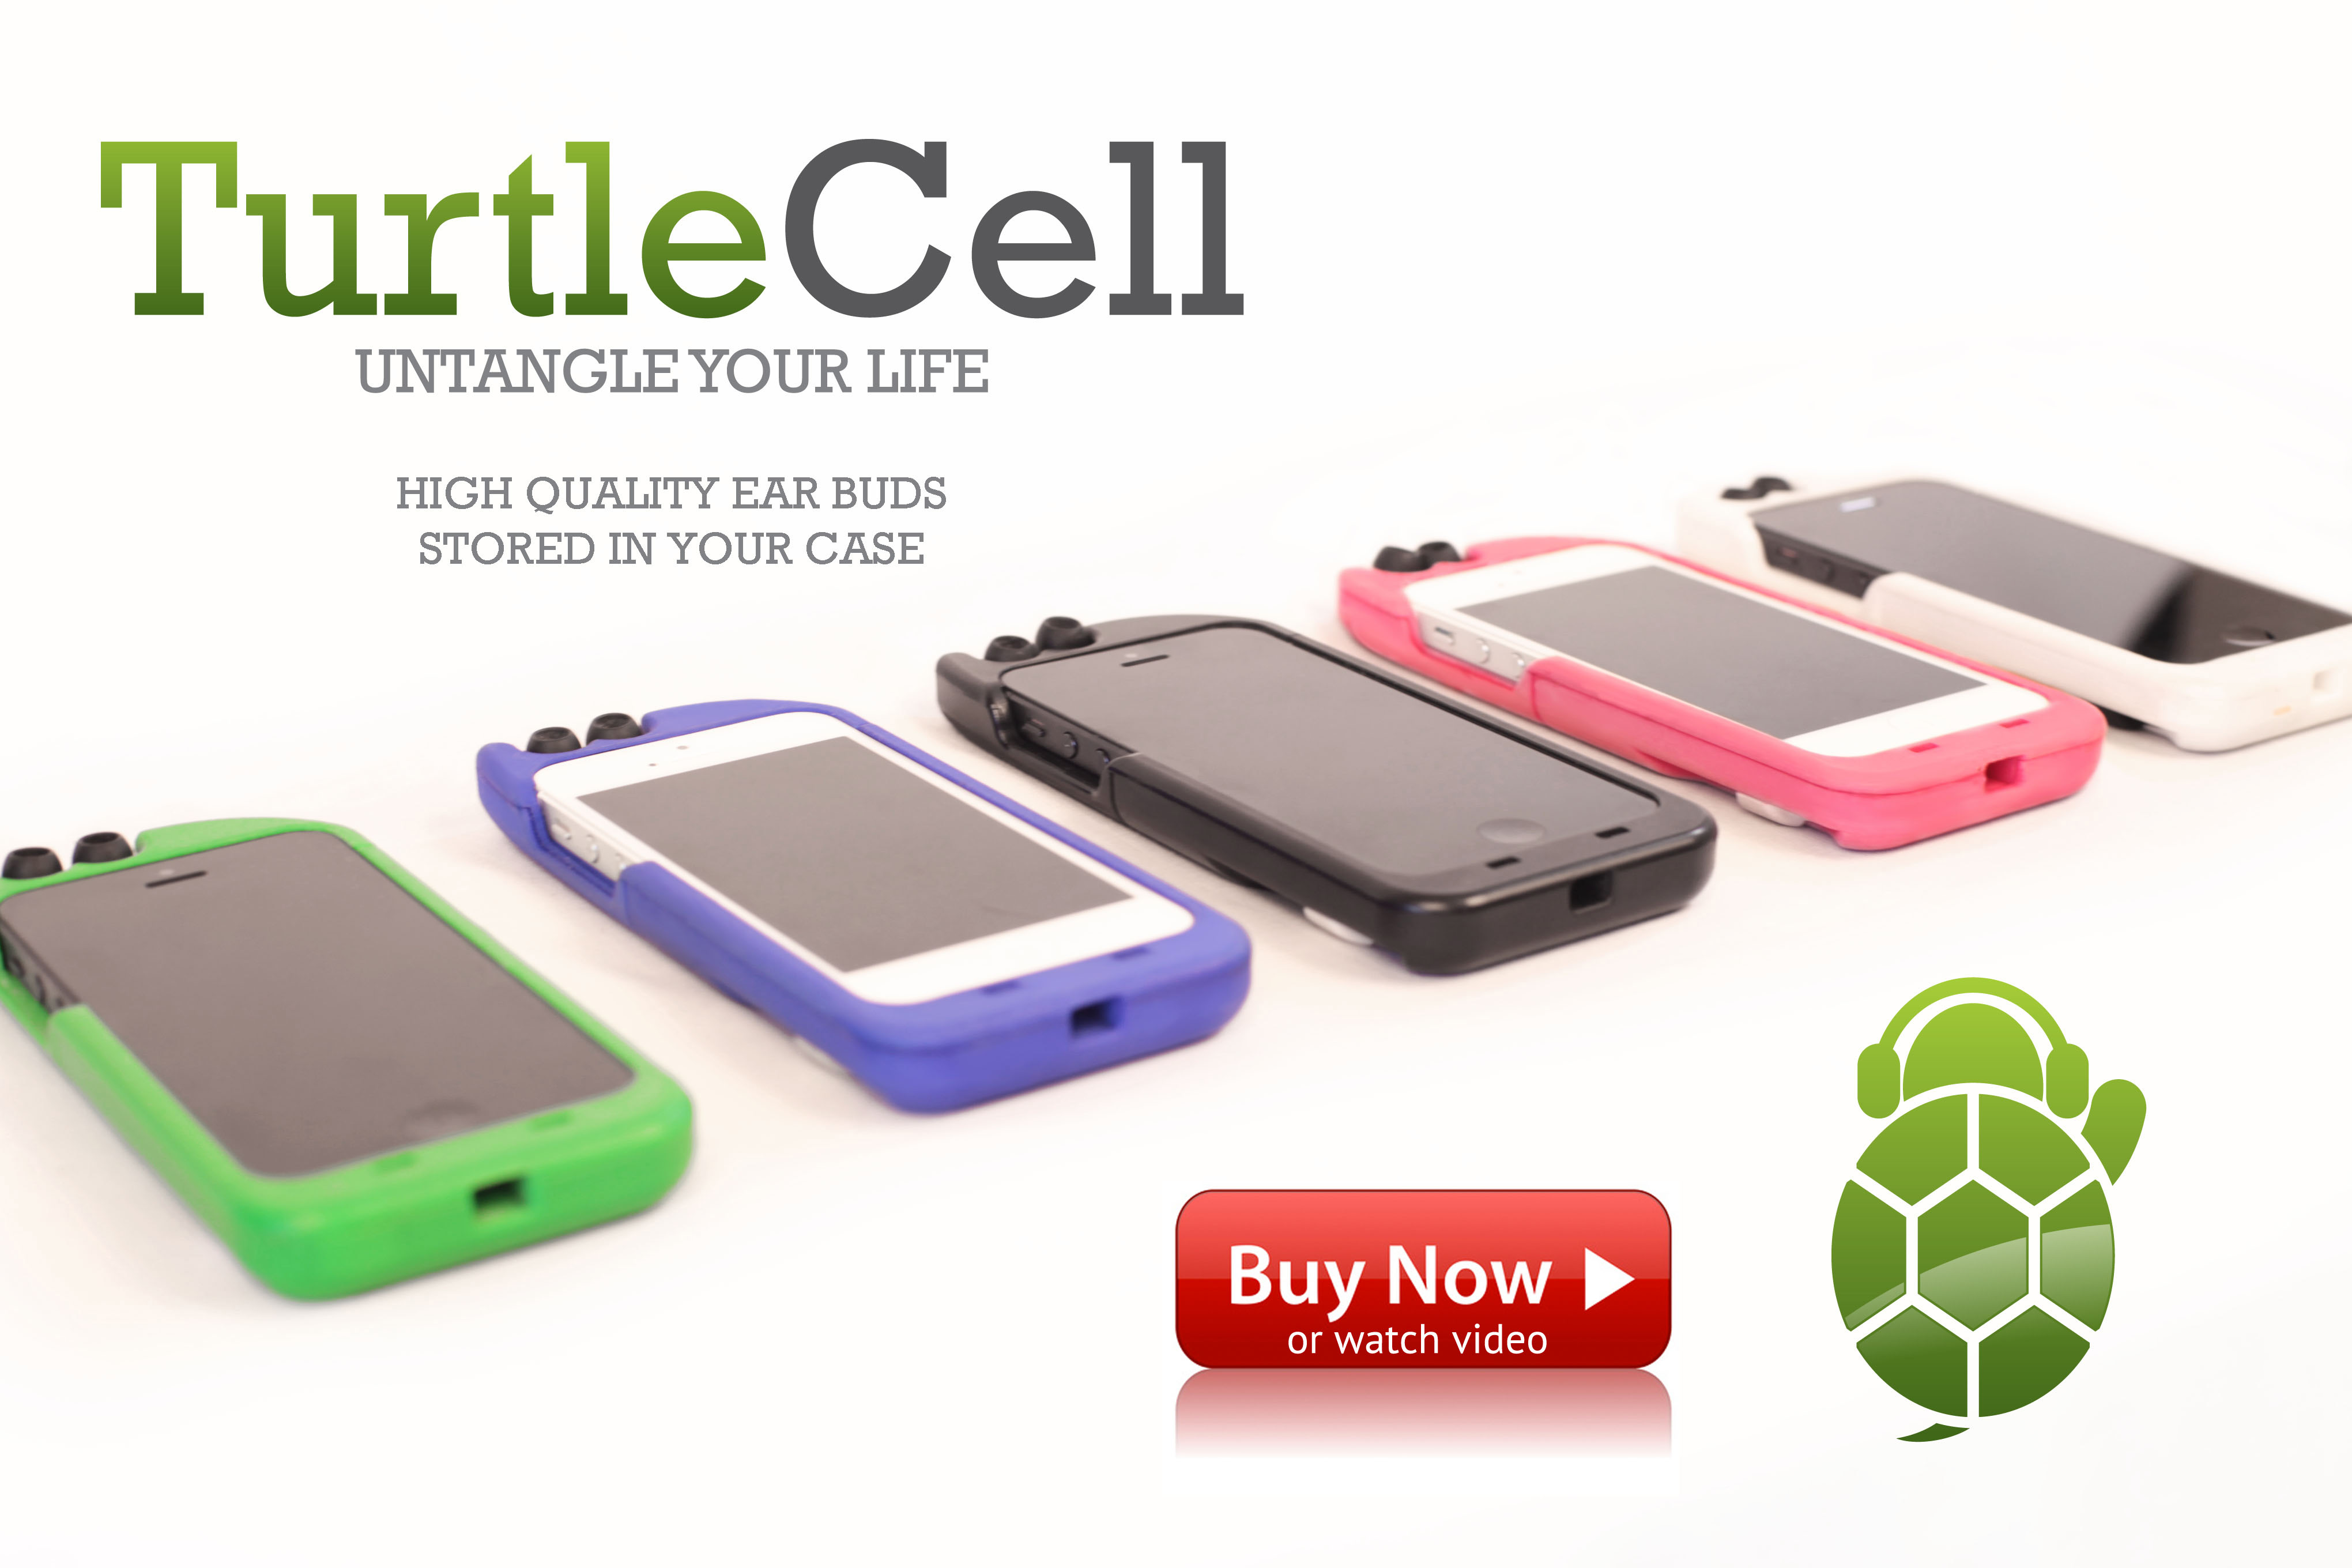 TurtleCell
UNTANGLE YOUR LIFE
HIGH QUALITY EAR BUDS
STORED IN YOUR CASE
Buy Now
or watch video